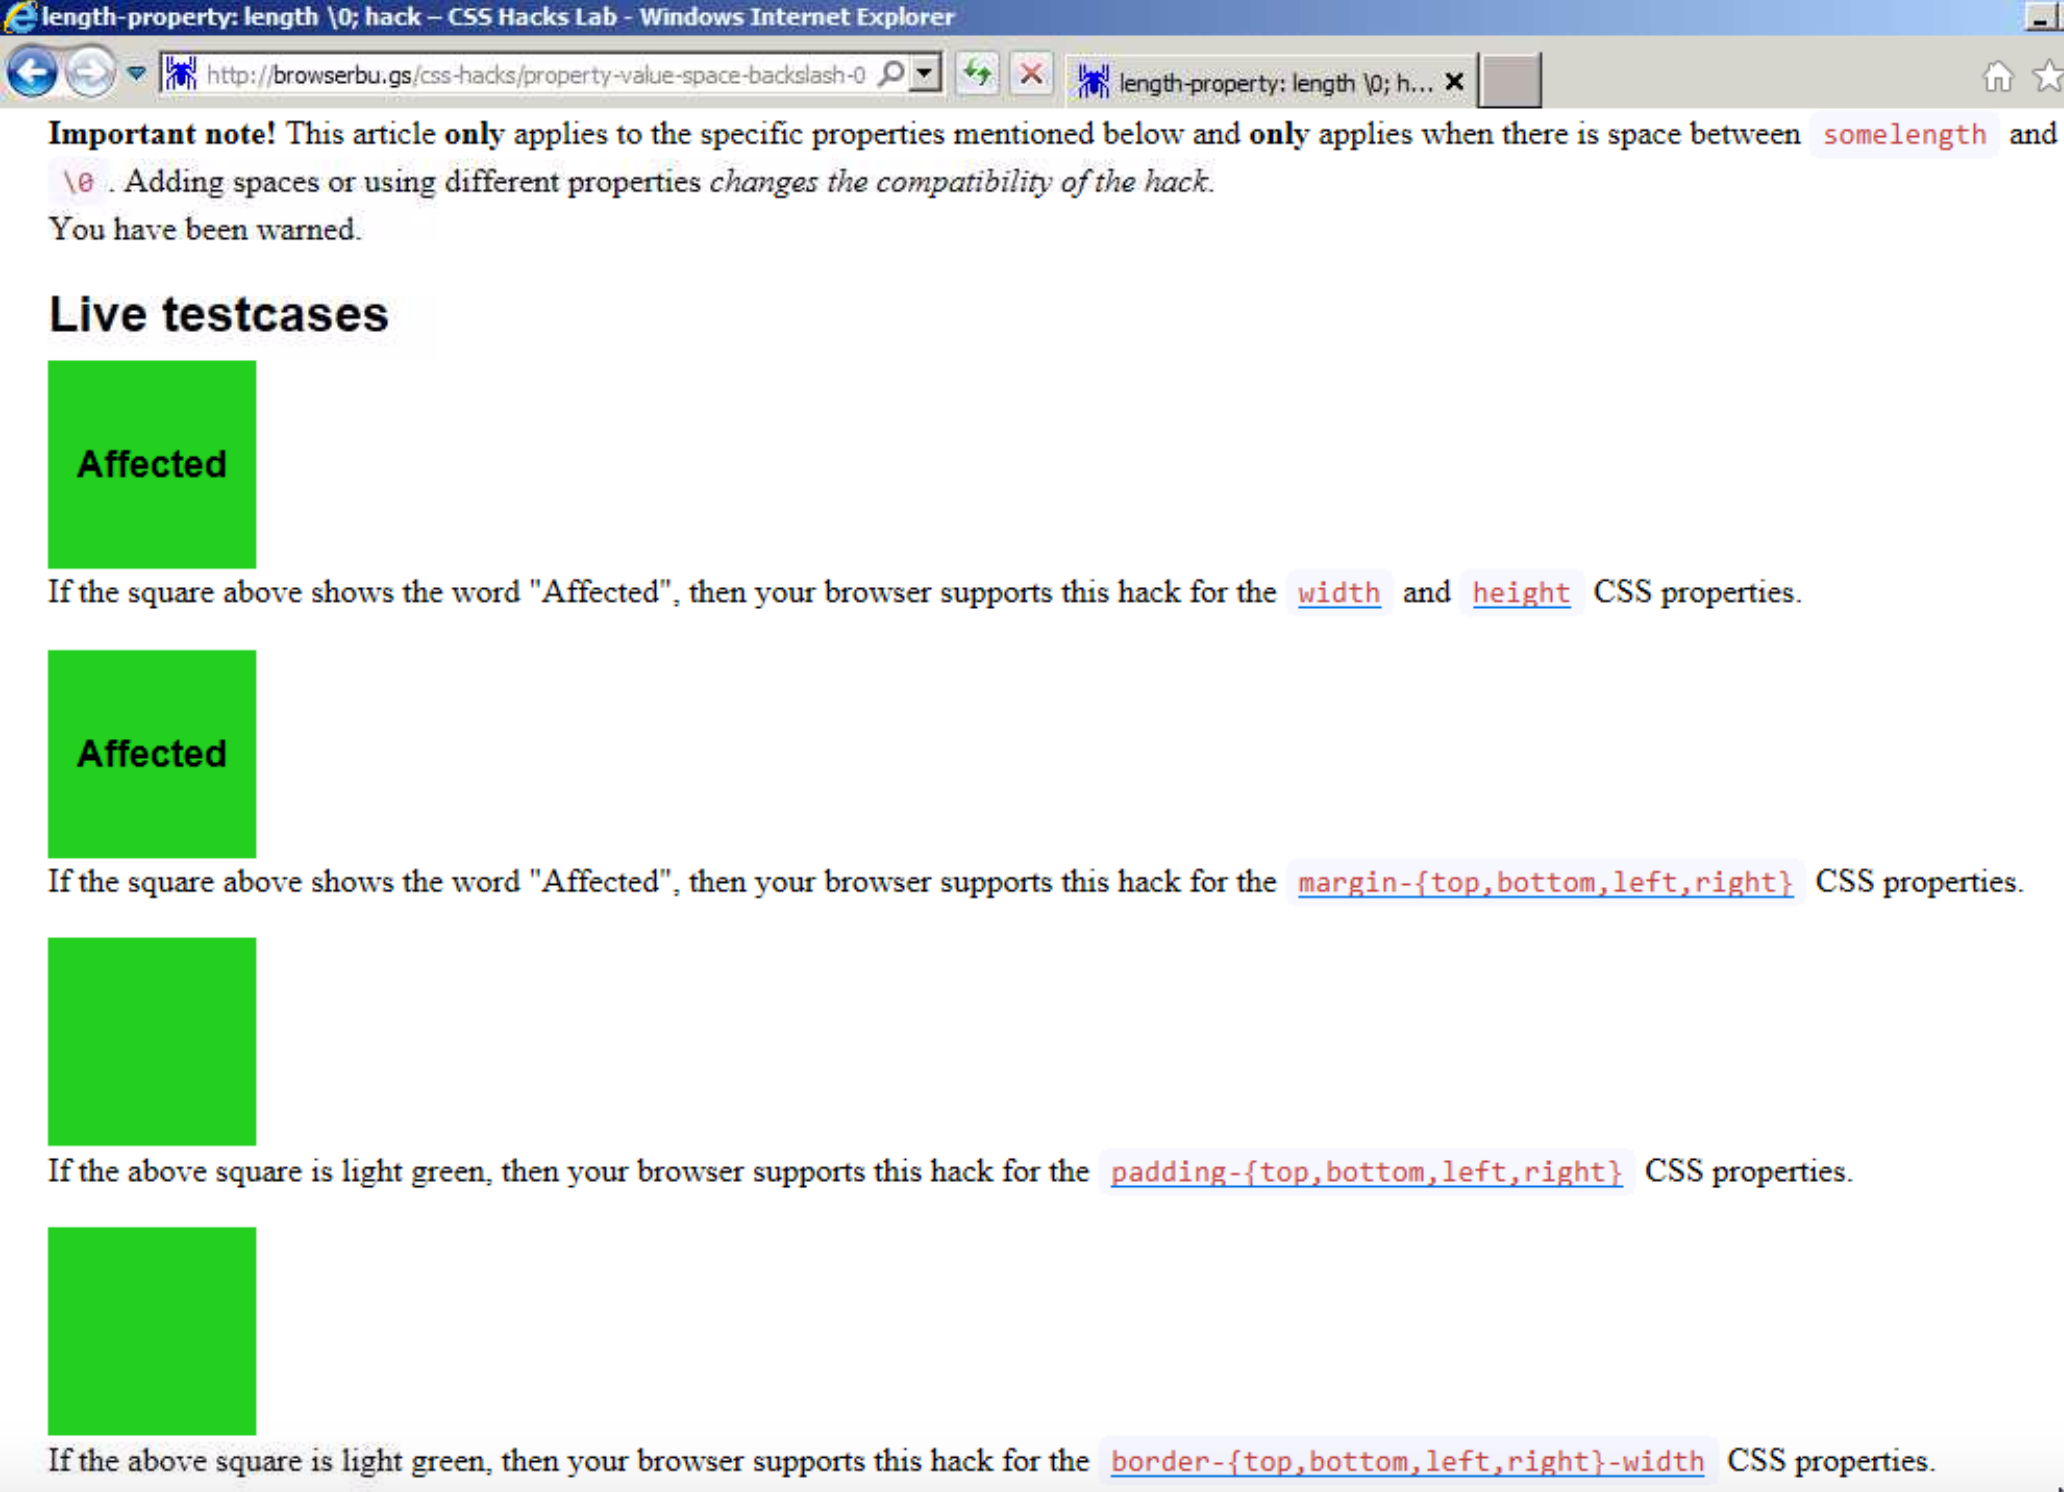 length-property: length \0; hack – CSS Hacks Lab - Windows Internet Explorer
http://browserbu.gs/css-hacks/property-value-space-backslash-0
length-property: length \0; h...
Important note! This article only applies to the specific properties mentioned below and only applies when there is space between somelength and
\0 . Adding spaces or using different properties changes the compatibility of the hack.
You have been warned.
Live testcases
Affected
If the square above shows the word "Affected", then your browser supports this hack for the width and height CSS properties.
Affected
If the square above shows the word "Affected", then your browser supports this hack for the margin-{top,bottom,left,right} CSS properties.
If the above square is light green, then your browser supports this hack for the padding-{top,bottom,left,right} CSS properties.
If the above square is light green, then your browser supports this hack for the border-{top,bottom,left,right}-width CSS properties.